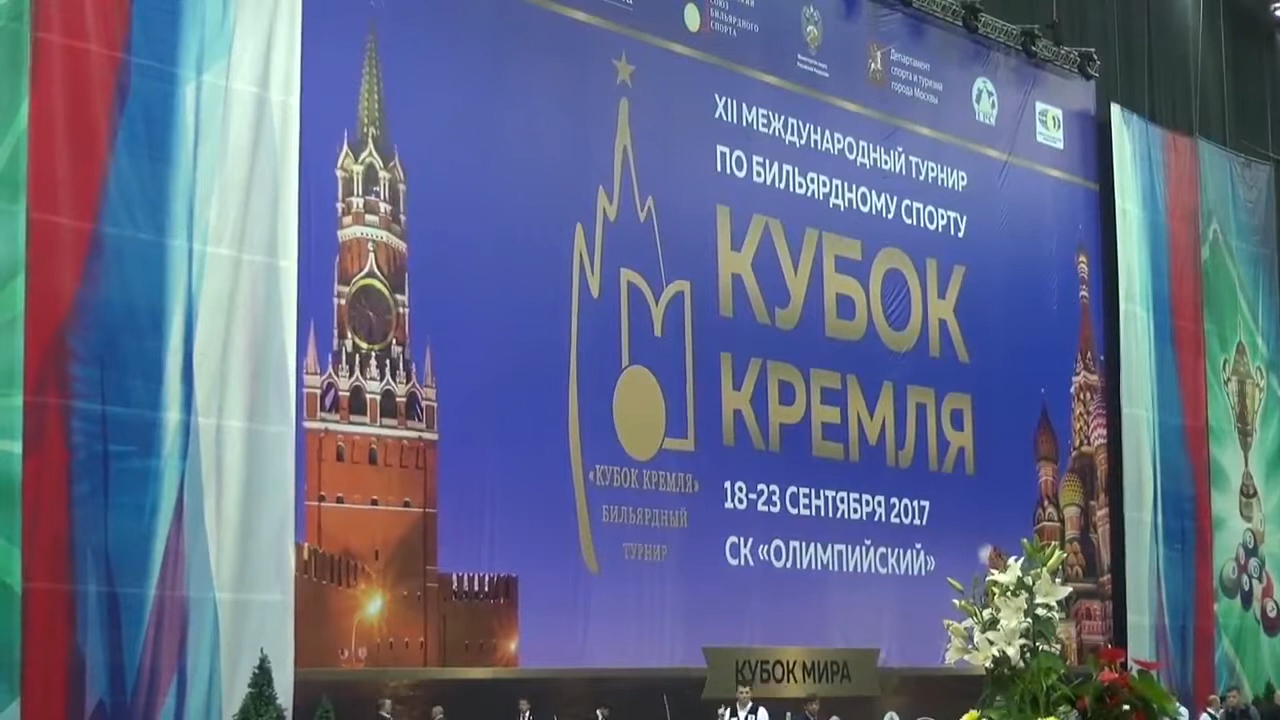 СОЮЗ
БИЛЬЯРДНОГО
СПОРТА
Департамент
спорта и туризма
города Москвы
XII МЕЖДУНАРОДНЫЙ ТУРНИР
ПО БИЛЬЯРДНОМУ СПОРТУ
КУБОК
КРЕМЛЯ
«КУБОК КРЕМЛЯ»
БИЛЬЯРДНЫЙ
ТУРНИР
18-23 СЕНТЯБРЯ 2017
СК «ОЛИМПИЙСКИЙ»
КУБОК МИРА